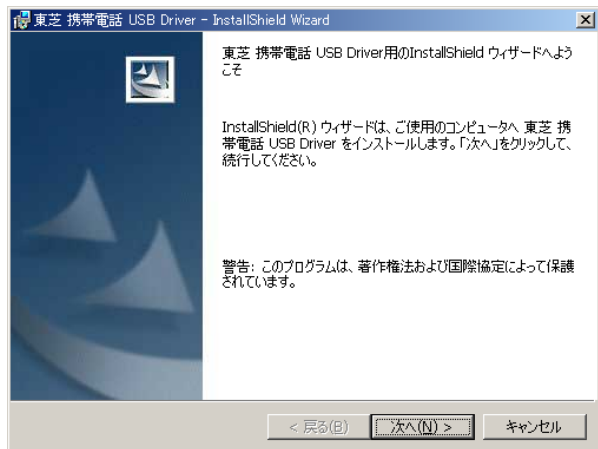 東芝 携帯電話 USB Driver - InstallShield Wizard
東芝 携帯電話 USB Driver用のInstallShield ウィザードへよう
こそ
InstallShield(R) ウィザードは、ご使用のコンピュータへ 東芝 携
帯電話 USB Driver をインストールします。「次へ」をクリックして、
続行してください。
警告: このプログラムは、著作権法および国際協定によって保護
されています。
< 戻る(B)
次へ(N) >
キャンセル